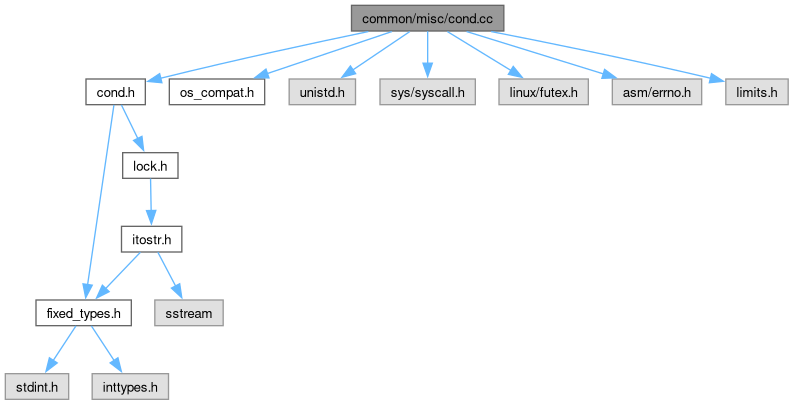 common/misc/cond.cc
cond.h
os_compat.h
unistd.h
sys/syscall.h
linux/futex.h
asm/errno.h
limits.h
lock.h
itostr.h
fixed_types.h
sstream
stdint.h
inttypes.h